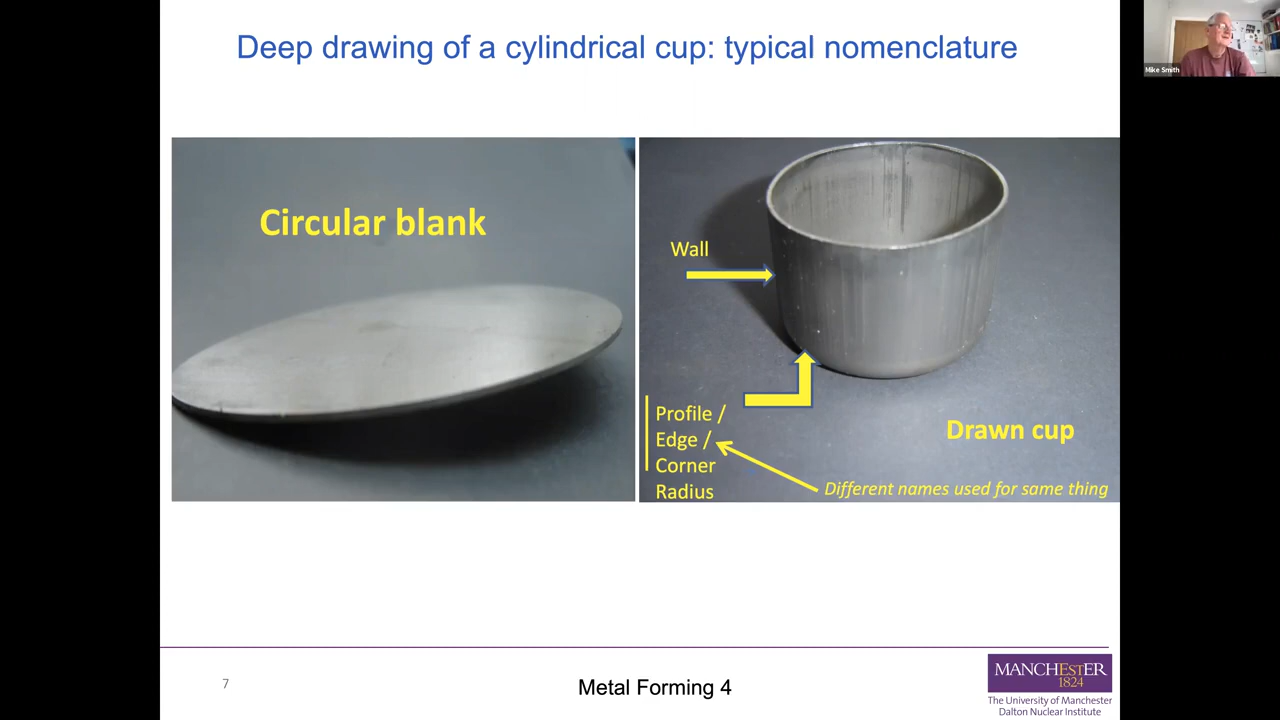 Deep drawing of a cylindrical cup: typical nomenclature
Mike Smith
Circular blank
Wall
Profile /
Edge /
Corner
Radius
Drawn cup
Different names used for same thing
7
Metal Forming 4
MANCHESTER
1824
The University of Manchester
Dalton Nuclear Institute